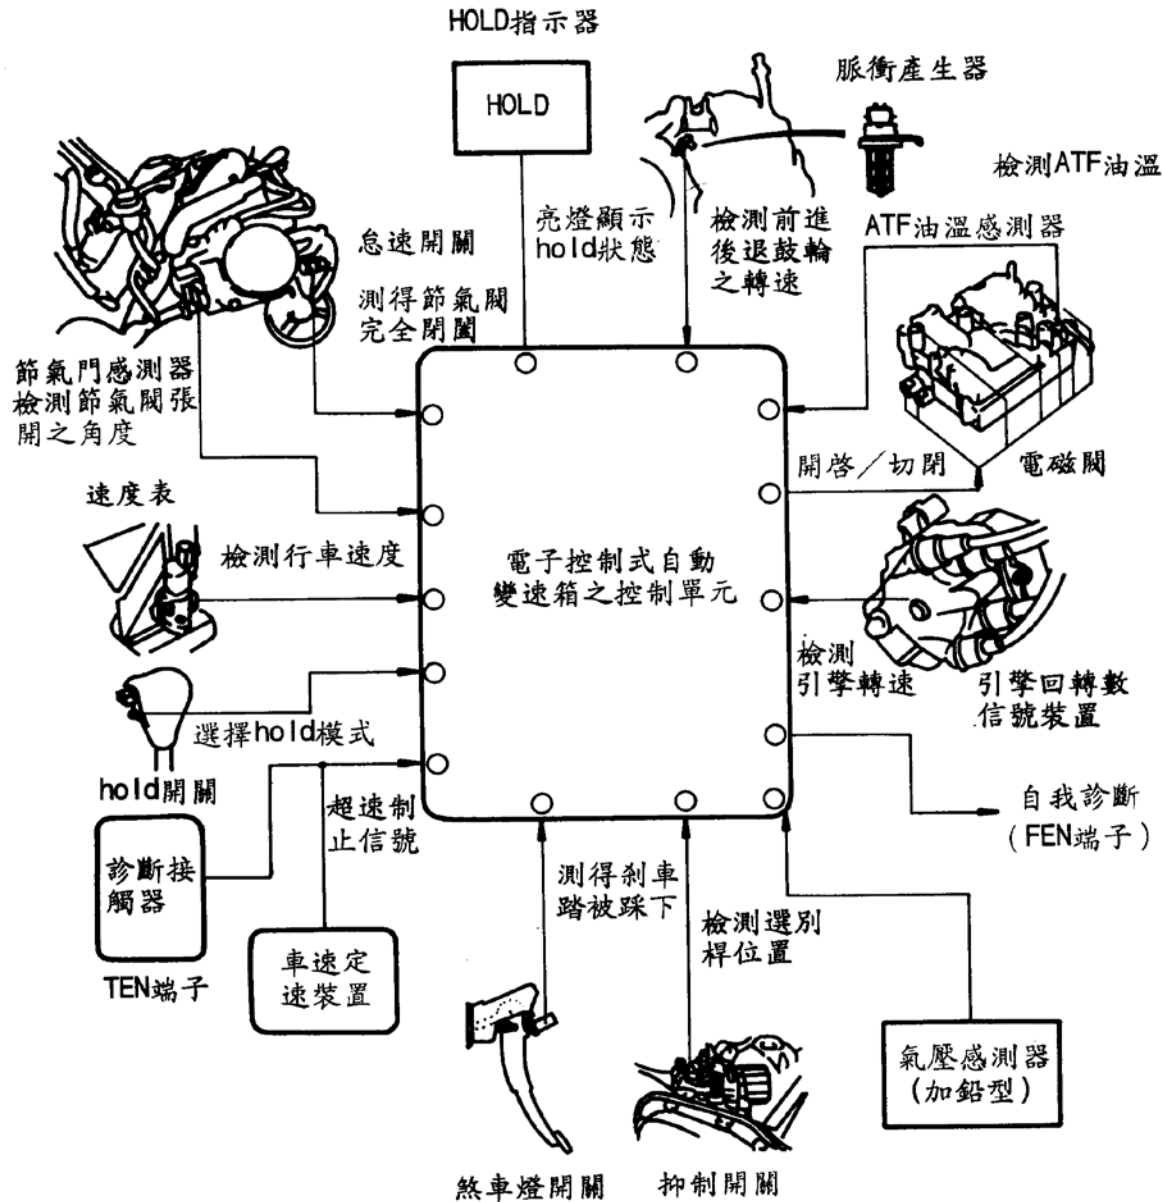 HOLD指示器
HOLD
脈衝產生器
檢測ATF油溫
亮燈顯示
hold狀態
檢測前進
後退鼓輪
之轉速
ATF油溫感測器
怠速開關
測得節氣閥
完全閉闔
節氣門感測器
檢測節氣閥張
開之角度
開啓／切閉
電磁閥
速度表
檢測行車速度
電子控制式自動
變速箱之控制單元
檢測
引擎轉速
引擎回轉數
信號裝置
選擇hold模式
hold開關
超速制
止信號
自我診斷
(FEN端子)
診斷接
觸器
TEN端子
車速定
速裝置
測得剎車
踏被踩下
檢測選別
桿位置
氣壓感測器
(加鉛型)
煞車燈開關
抑制開關